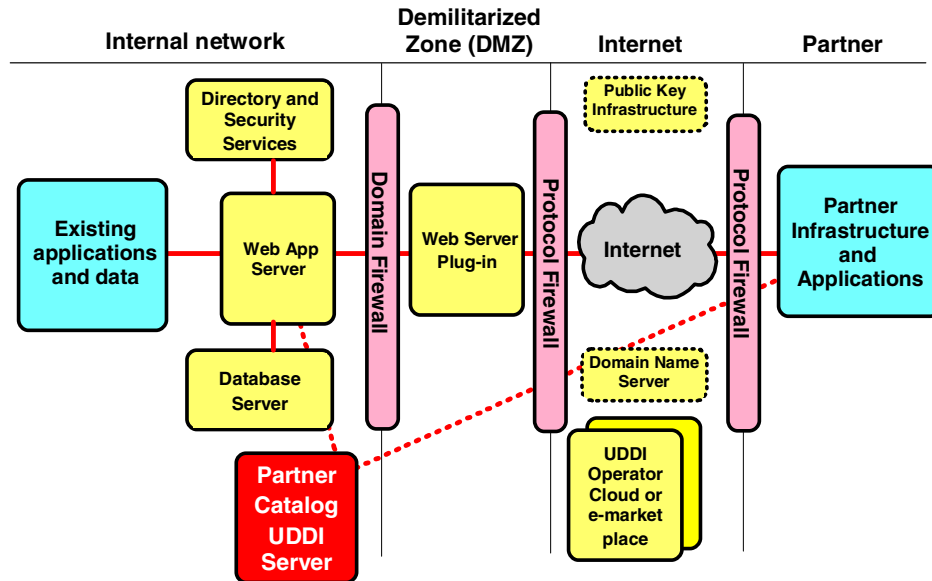 Internal network
Demilitarized
Zone (DMZ)
Internet
Partner
Directory and
Security
Services
Public Key
Infrastructure
Existing
applications
and data
Web App
Server
Domain Firewall
Web Server
Plug-in
Protocol Firewall
Internet
Protocol Firewall
Partner
Infrastructure
and
Applications
Database
Server
Domain Name
Server
Partner
Catalog
UDDI
Server
UDDI
Operator
Cloud or
e-market
place